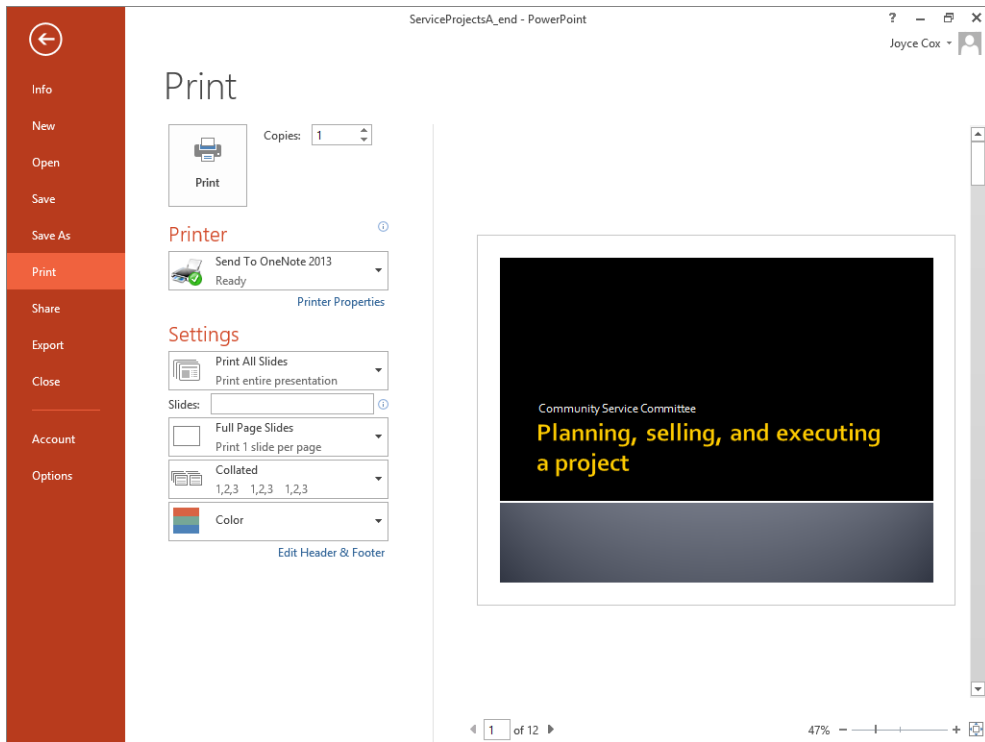 ServiceProjectsA_end - PowerPoint
?
Joyce Cox
Info
New
Open
Save
Save As
Print
Share
Export
Close
Account
Options
Print
Print
Copies: 1
Printer
Send To OneNote 2013
Ready
Printer Properties
Settings
Print All Slides
Print entire presentation
Slides:
Full Page Slides
Print 1 slide per page
Collated
1,2,3 1,2,3 1,2,3
Color
Edit Header & Footer
Community Service Committee
Planning, selling, and executing
a project
1 of 12
47%